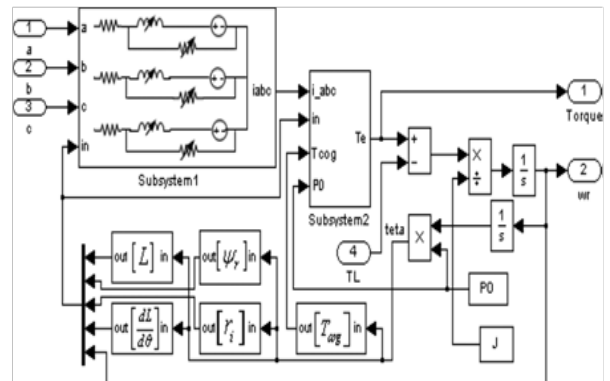 1
a
2
b
3
c
a
b
c
in
iabc
Subsystem1
i_abc
in
Tcog
P0
Te
Subsystem2
+
-
X
÷
1
s
1
Torque
2
wr
1
s
teta
X
4
TL
P0
J
out [L] in
out [ψr] in
out [dL/dθ] in
out [ri] in
out [Tcog] in